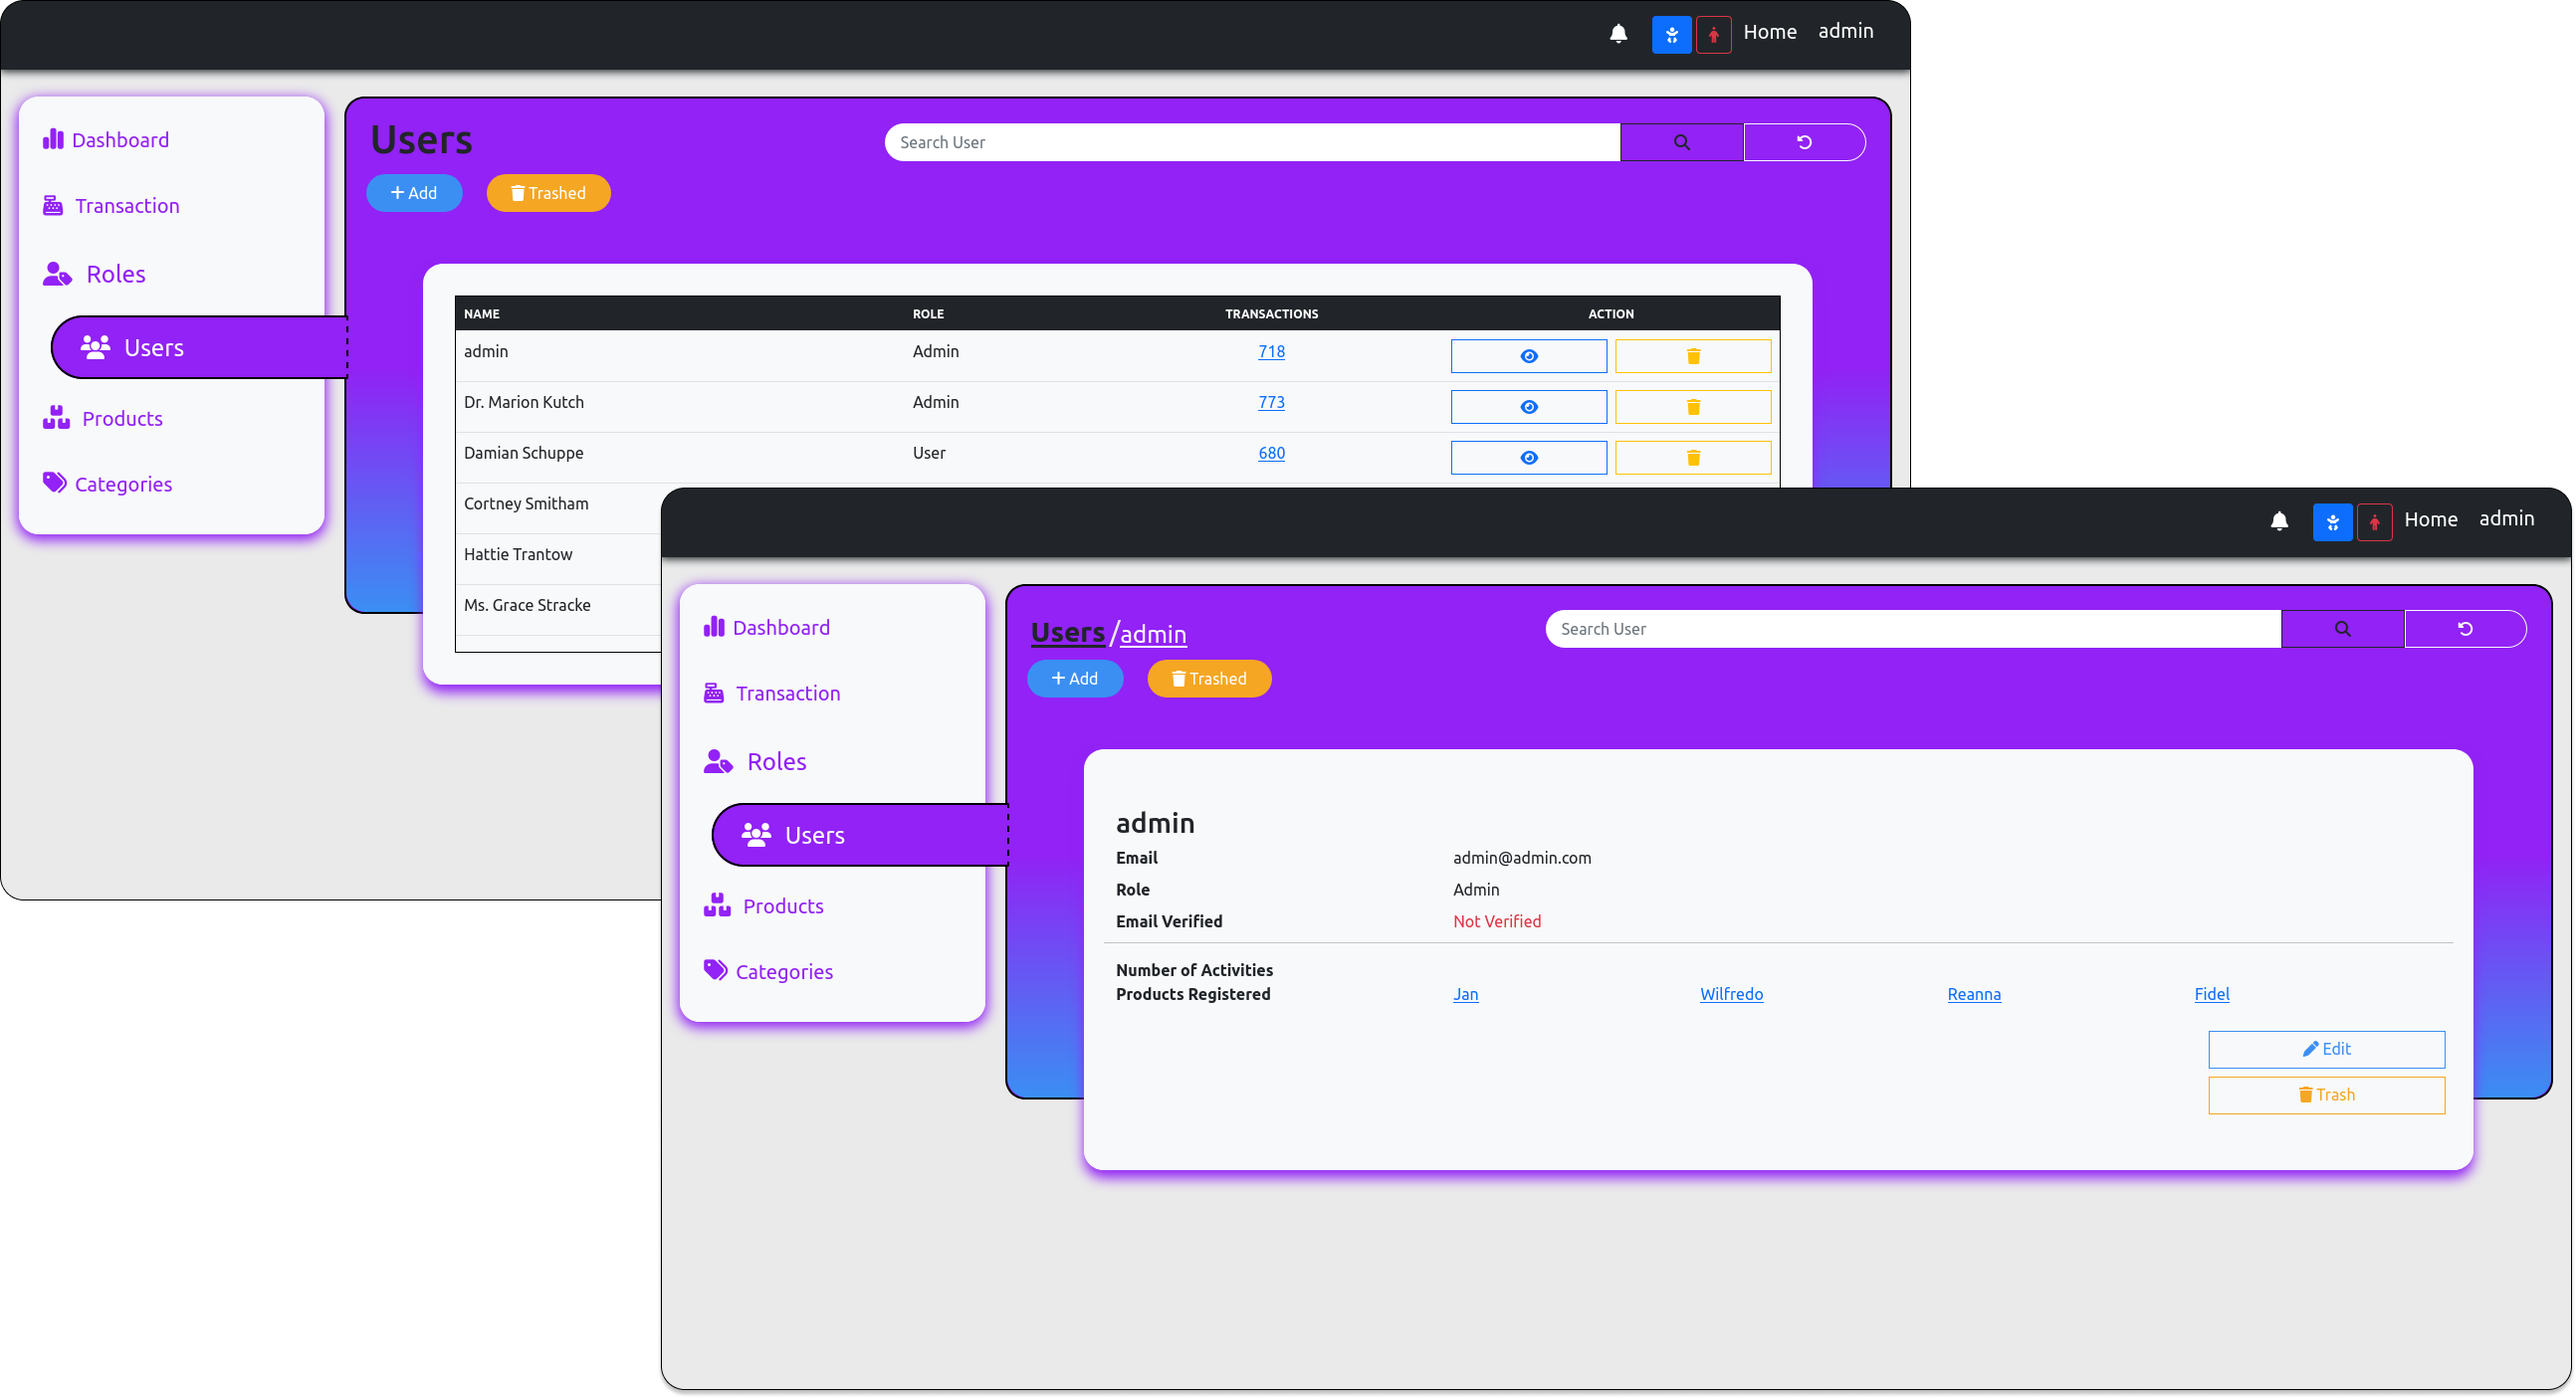 Home admin
Dashboard
Transaction
Roles
Users
Products
Categories
Users
Search User
Add
Trashed
NAME ROLE TRANSACTIONS ACTION
admin Admin 718
Dr. Marion Kutch Admin 773
Damian Schuppe User 680
Cortney Smitham
Hattie Trantow
Ms. Grace Stracke
Home admin
Dashboard
Transaction
Roles
Users
Products
Categories
Users/admin
Search User
Add
Trashed
admin
Email admin@admin.com
Role Admin
Email Verified Not Verified
Number of Activities
Products Registered Jan Wilfredo Reanna Fidel
Edit
Trash